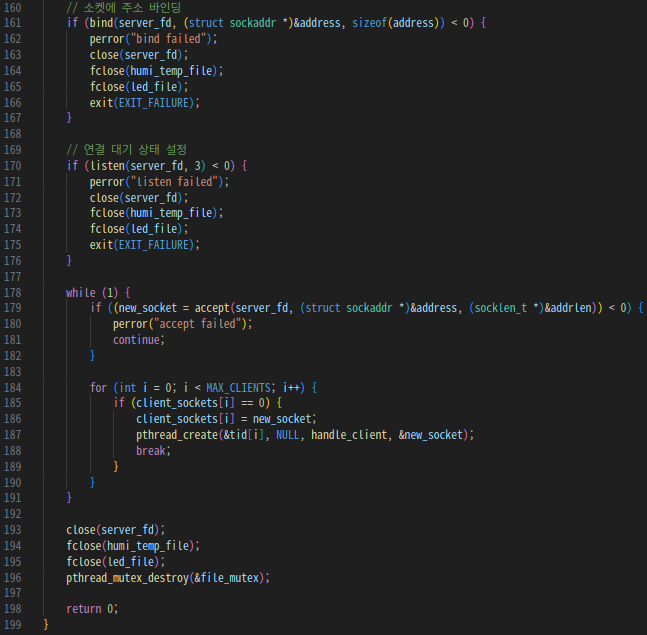 160 // 소켓에 주소 바인딩
161 if (bind(server_fd, (struct sockaddr *)&address, sizeof(address)) < 0) {
162 perror("bind failed");
163 close(server_fd);
164 fclose(humi_temp_file);
165 fclose(led_file);
166 exit(EXIT_FAILURE);
167 }
168
169 // 연결 대기 상태 설정
170 if (listen(server_fd, 3) < 0) {
171 perror("listen failed");
172 close(server_fd);
173 fclose(humi_temp_file);
174 fclose(led_file);
175 exit(EXIT_FAILURE);
176 }
177
178 while (1) {
179 if ((new_socket = accept(server_fd, (struct sockaddr *)&address, (socklen_t *)&addrlen)) < 0) {
180 perror("accept failed");
181 continue;
182 }
183
184 for (int i = 0; i < MAX_CLIENTS; i++) {
185 if (client_sockets[i] == 0) {
186 client_sockets[i] = new_socket;
187 pthread_create(&tid[i], NULL, handle_client, &new_socket);
188 break;
189 }
190 }
191 }
192
193 close(server_fd);
194 fclose(humi_temp_file);
195 fclose(led_file);
196 pthread_mutex_destroy(&file_mutex);
197
198 return 0;
199 }